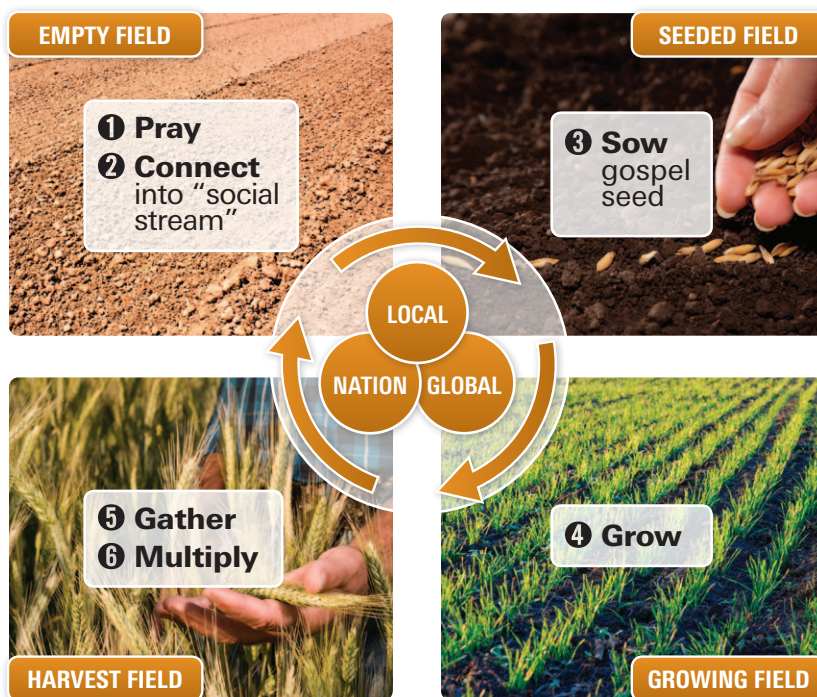 EMPTY FIELD
❶ Pray
❷ Connect
into “social
stream”
SEEDED FIELD
❸ Sow
gospel
seed
LOCAL
NATION
GLOBAL
❹ Grow
GROWING FIELD
❺ Gather
❻ Multiply
HARVEST FIELD